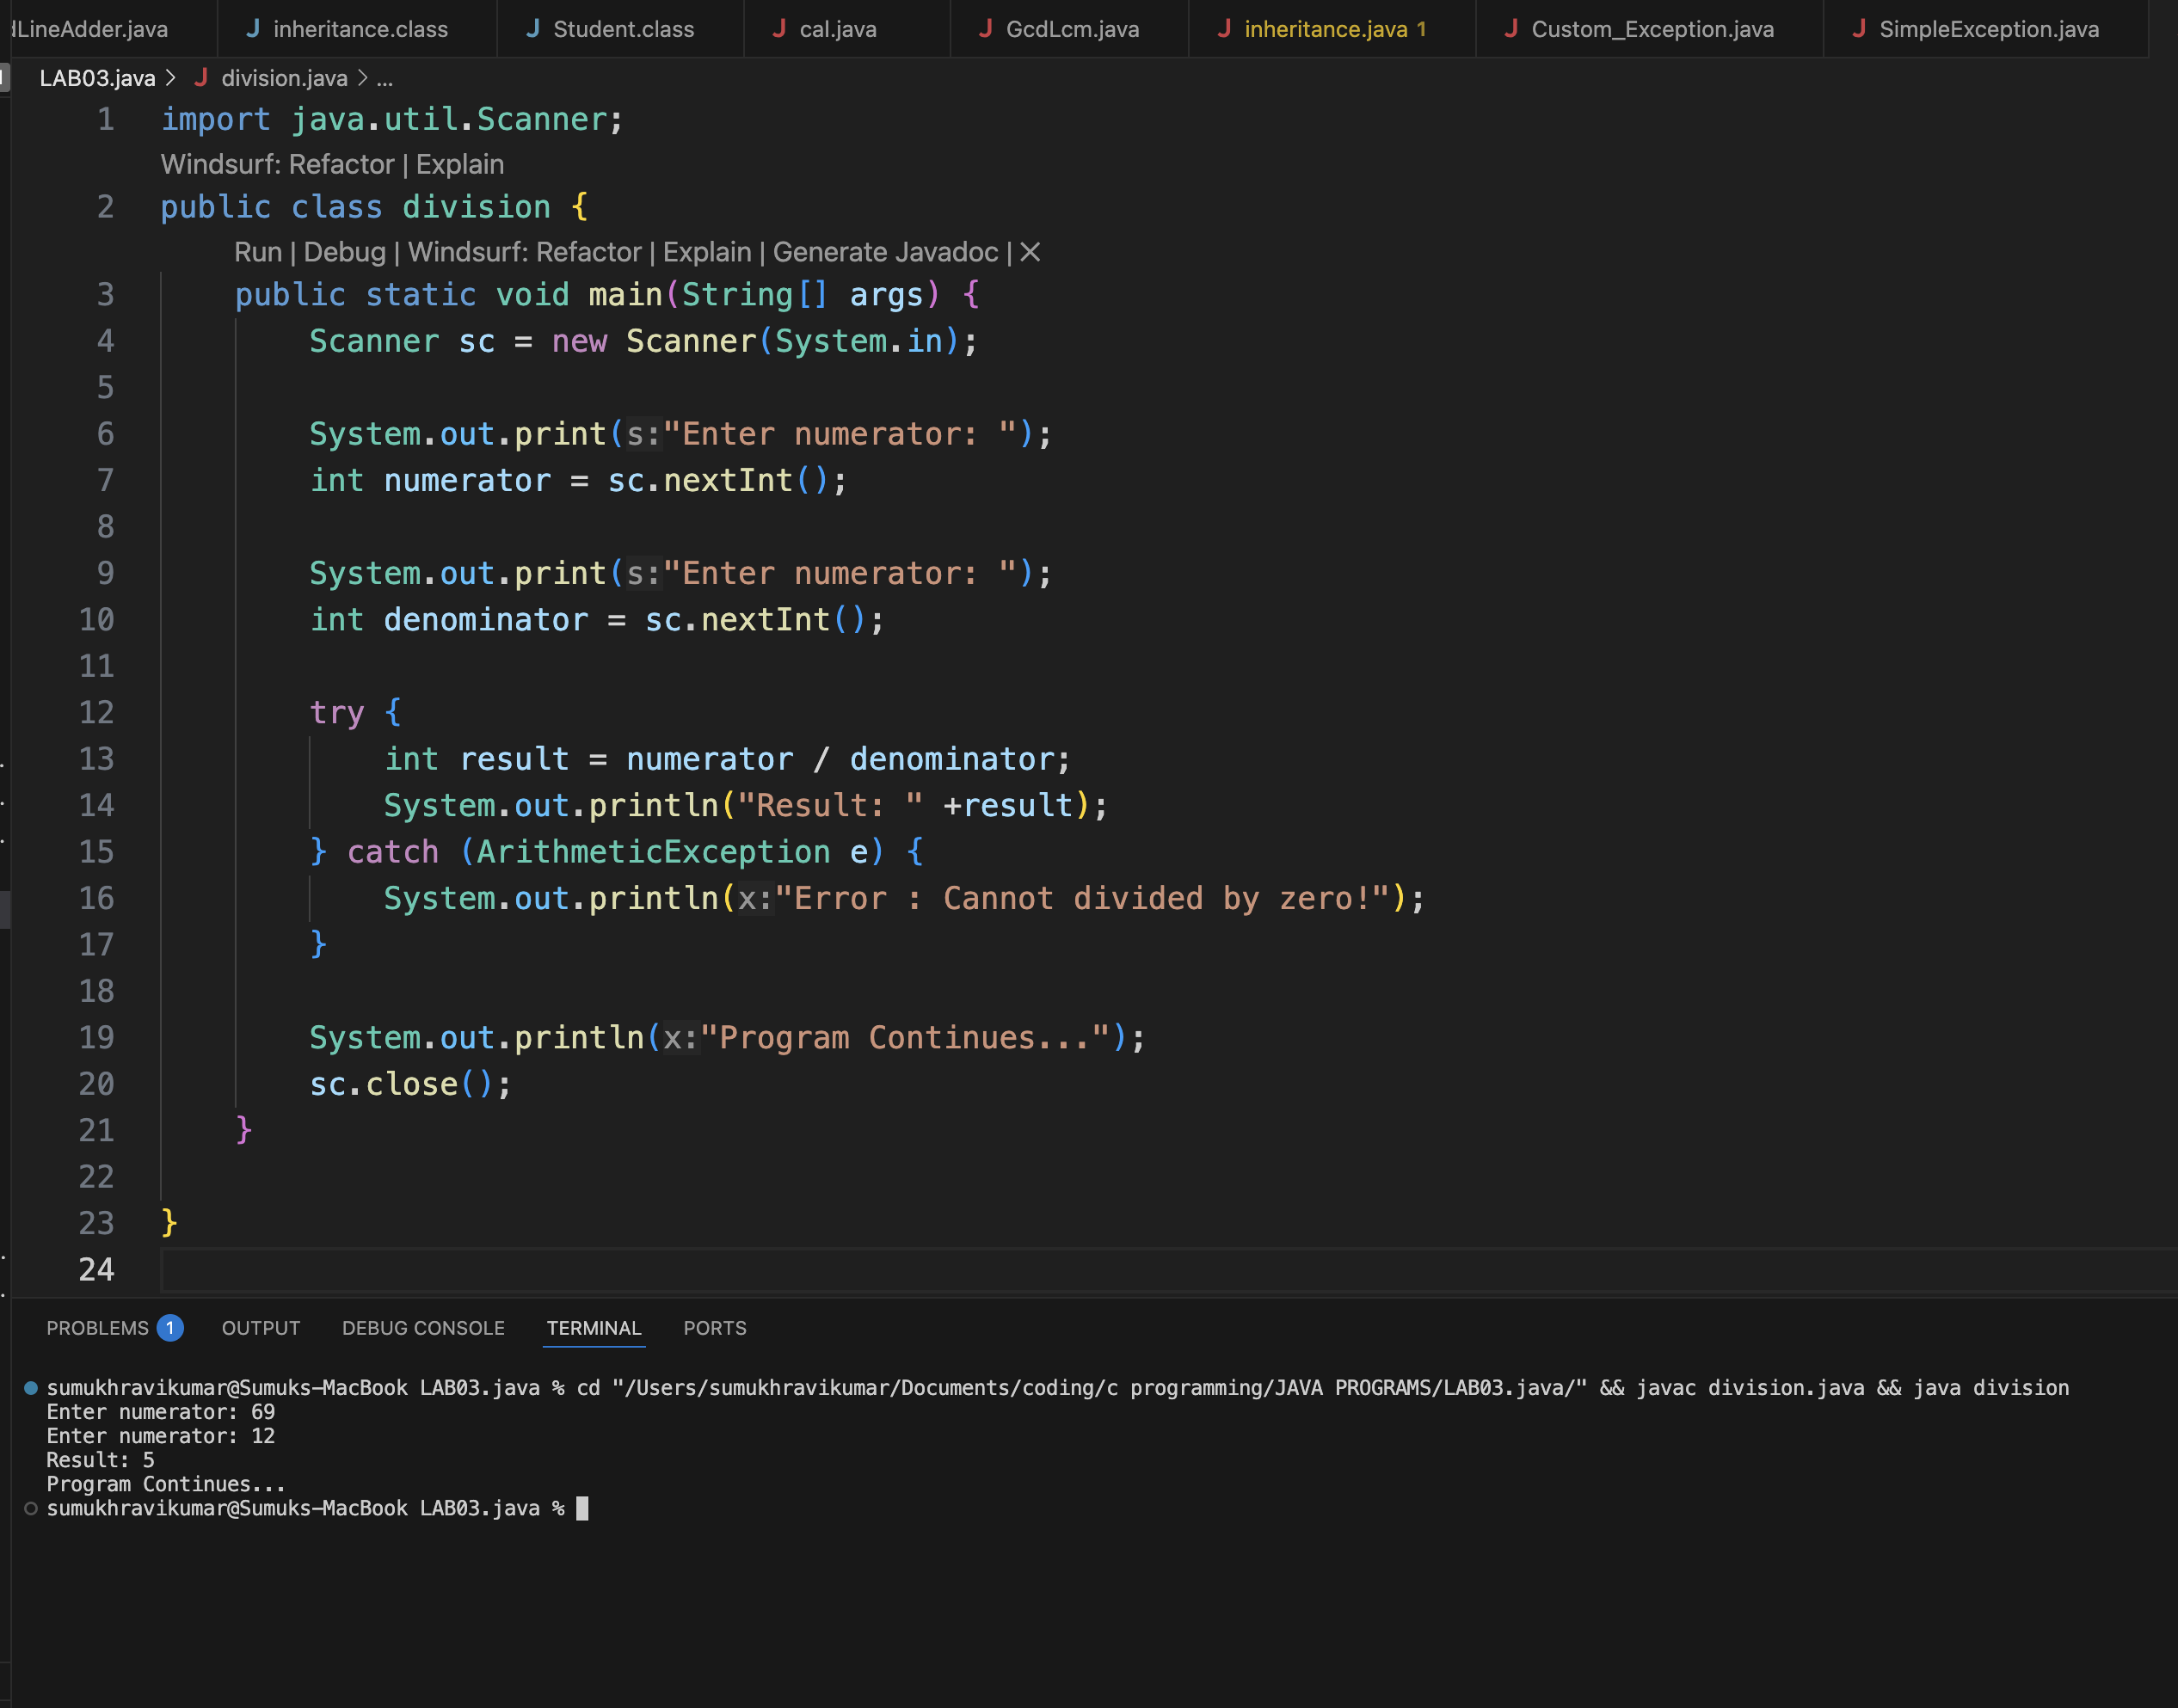 dLineAdder.java J inheritance.class J Student.class J cal.java J GcdLcm.java J inheritance.java 1 J Custom_Exception.java J SimpleException.java
LAB03.java > J division.java > ...
1 import java.util.Scanner;
Windsurf: Refactor | Explain
2 public class division {
Run | Debug | Windsurf: Refactor | Explain | Generate Javadoc | ×
3 public static void main(String[] args) {
4 Scanner sc = new Scanner(System.in);
5
6 System.out.print(s:"Enter numerator: ");
7 int numerator = sc.nextInt();
8
9 System.out.print(s:"Enter numerator: ");
10 int denominator = sc.nextInt();
11
12 try {
13 int result = numerator / denominator;
14 System.out.println("Result: " +result);
15 } catch (ArithmeticException e) {
16 System.out.println(x:"Error : Cannot divided by zero!");
17 }
18
19 System.out.println(x:"Program Continues...");
20 sc.close();
21 }
22
23 }
24
PROBLEMS 1 OUTPUT DEBUG CONSOLE TERMINAL PORTS
sumukhravikumar@Sumuks-MacBook LAB03.java % cd "/Users/sumukhravikumar/Documents/coding/c programming/JAVA PROGRAMS/LAB03.java/" && javac division.java && java division
Enter numerator: 69
Enter numerator: 12
Result: 5
Program Continues...
sumukhravikumar@Sumuks-MacBook LAB03.java %